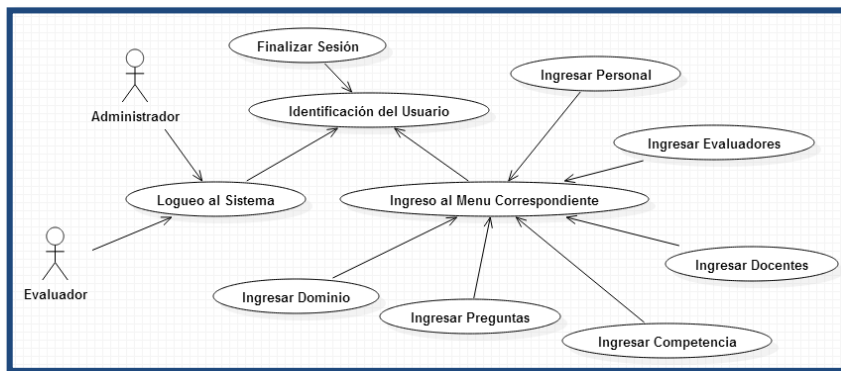 Finalizar Sesión
Ingresar Personal
Administrador
Identificación del Usuario
Ingresar Evaluadores
Logueo al Sistema
Ingreso al Menu Correspondiente
Evaluador
Ingresar Docentes
Ingresar Dominio
Ingresar Preguntas
Ingresar Competencia